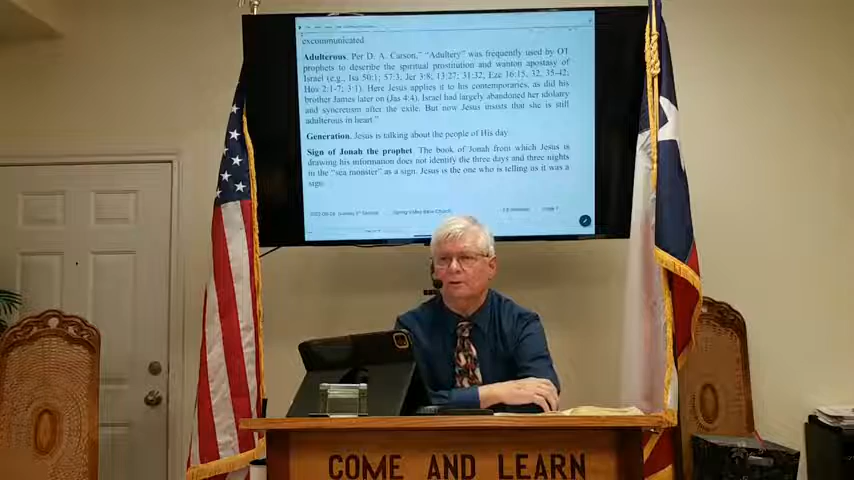 excommunicated.
Adulterous. Per D. A. Carson," "Adultery" was frequently used by OT
prophets to describe the spiritual prostitution and wanton apostasy of
Israel (e.g., Isa 50:1; 57:3, Jer 3:8, 13:27; 31:32, Eze 16:15, 32, 35-42,
Hos 2:1-7; 3:1). Here Jesus applies it to his contemporaries, as did his
brother James later on (Jas 4:4). Israel had largely abandoned her idolatry
and syncretism after the exile. But now Jesus insists that she is still
adulterous in heart."
Generation. Jesus is talking about the people of His day
Sign of Jonah the prophet. The book of Jonah from which Jesus is
drawing his information does not identify the three days and three nights
in the "sea monster" as a sign. Jesus is the one who is telling us it was a
sign.
Spring Valley Bible Church
COME AND LEARN